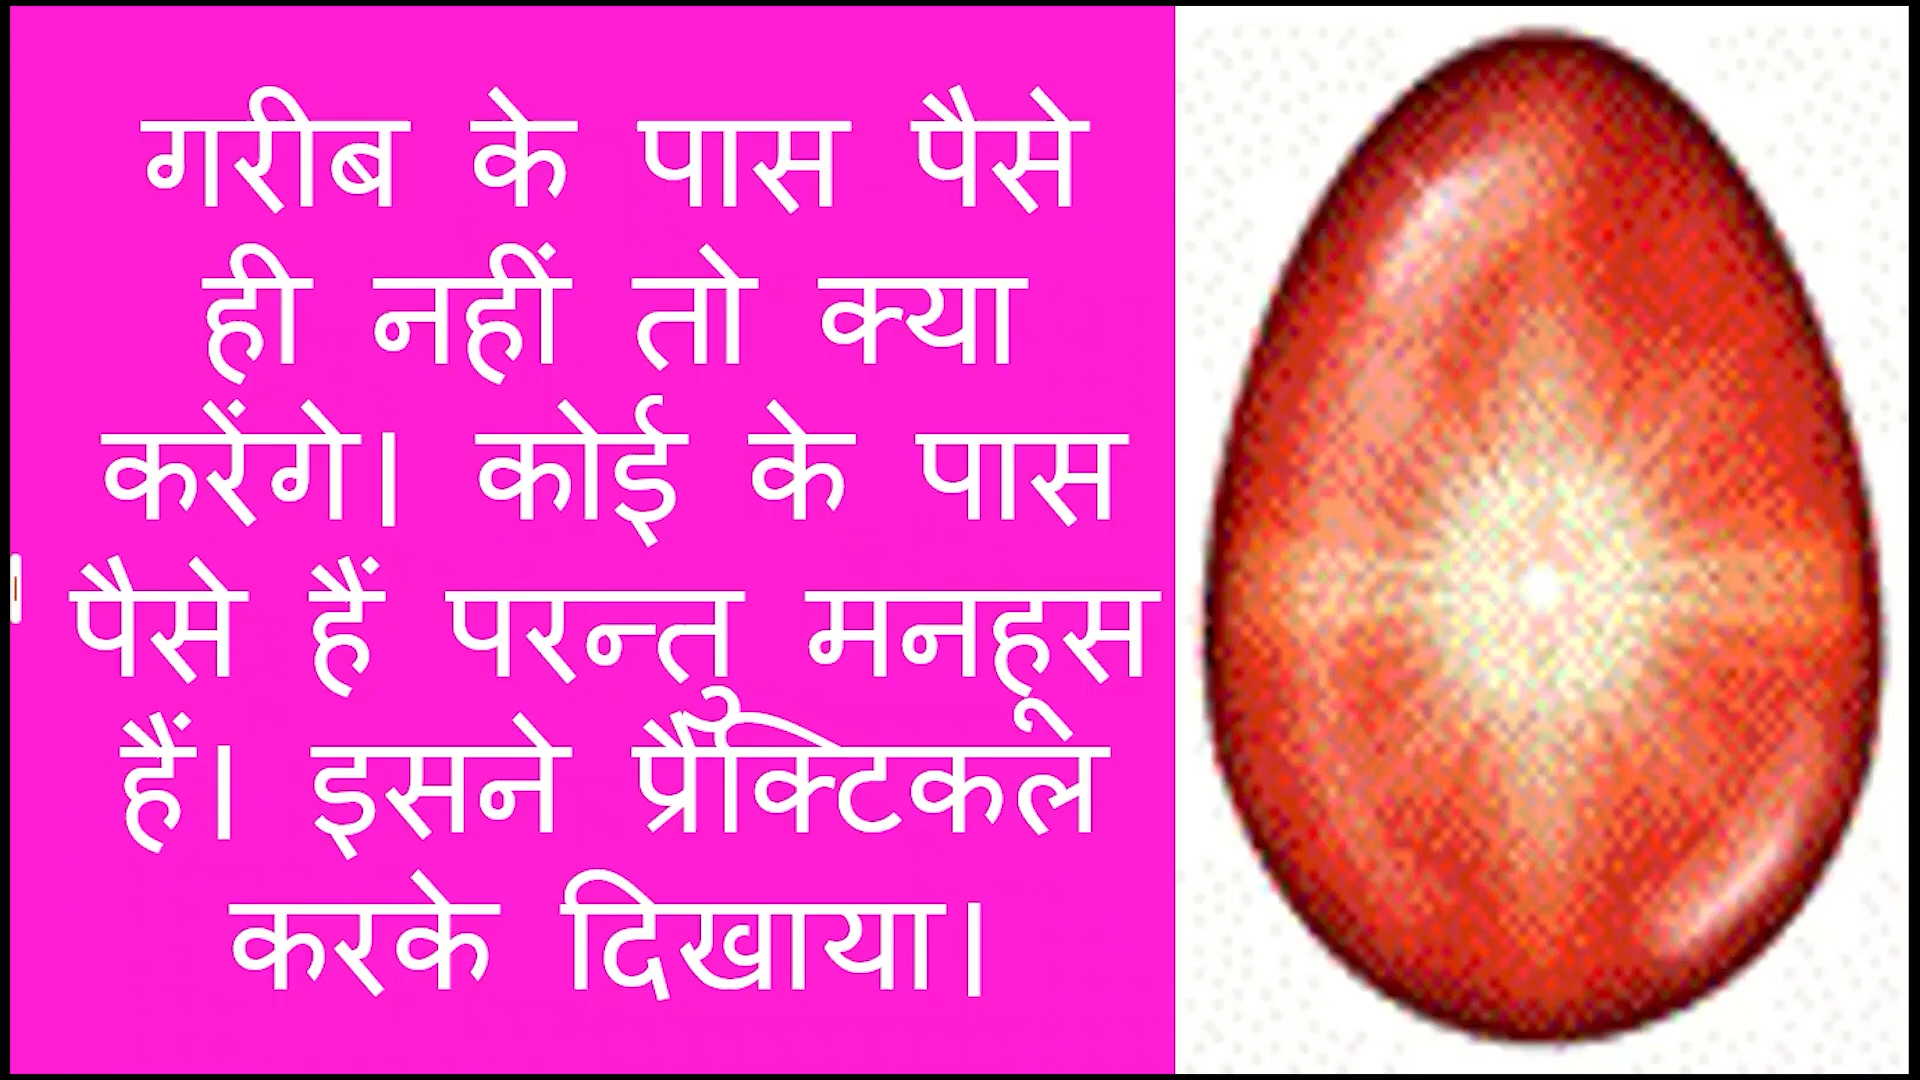 गरीब के पास पैसे
ही नहीं तो क्या
करेंगे। कोई के पास
पैसे हैं परन्तु मनहूस
हैं। इसने प्रैक्टिकल
करके दिखाया।